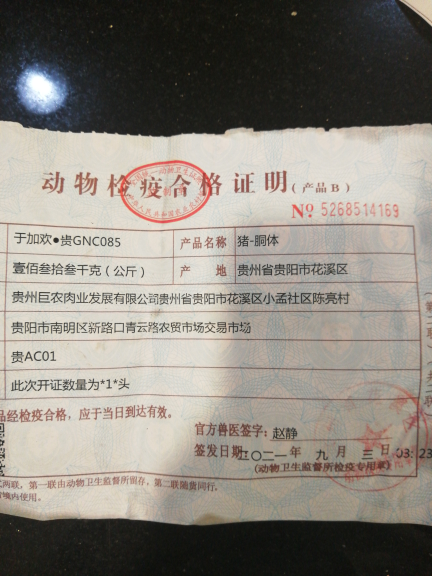 动物检疫合格证明(产品B)
№ 5268514169
于加欢●贵GNC085 产品名称 猪-胴体
壹佰叁拾叁千克(公斤) 产 地 贵州省贵阳市花溪区
贵州巨农肉业发展有限公司贵州省贵阳市花溪区小孟社区陈亮村
贵阳市南明区新路口青云路农贸市场交易市场
贵AC01
此次开证数量为*1*头
品经检疫合格，应于当日到达有效。
官方兽医签字: 赵静
签发日期: 二〇二一年 九月 三日 03:23
(动物卫生监督所检疫专用章)
式两联，第一联由动物卫生监督所留存，第二联随货同行。
境内使用。